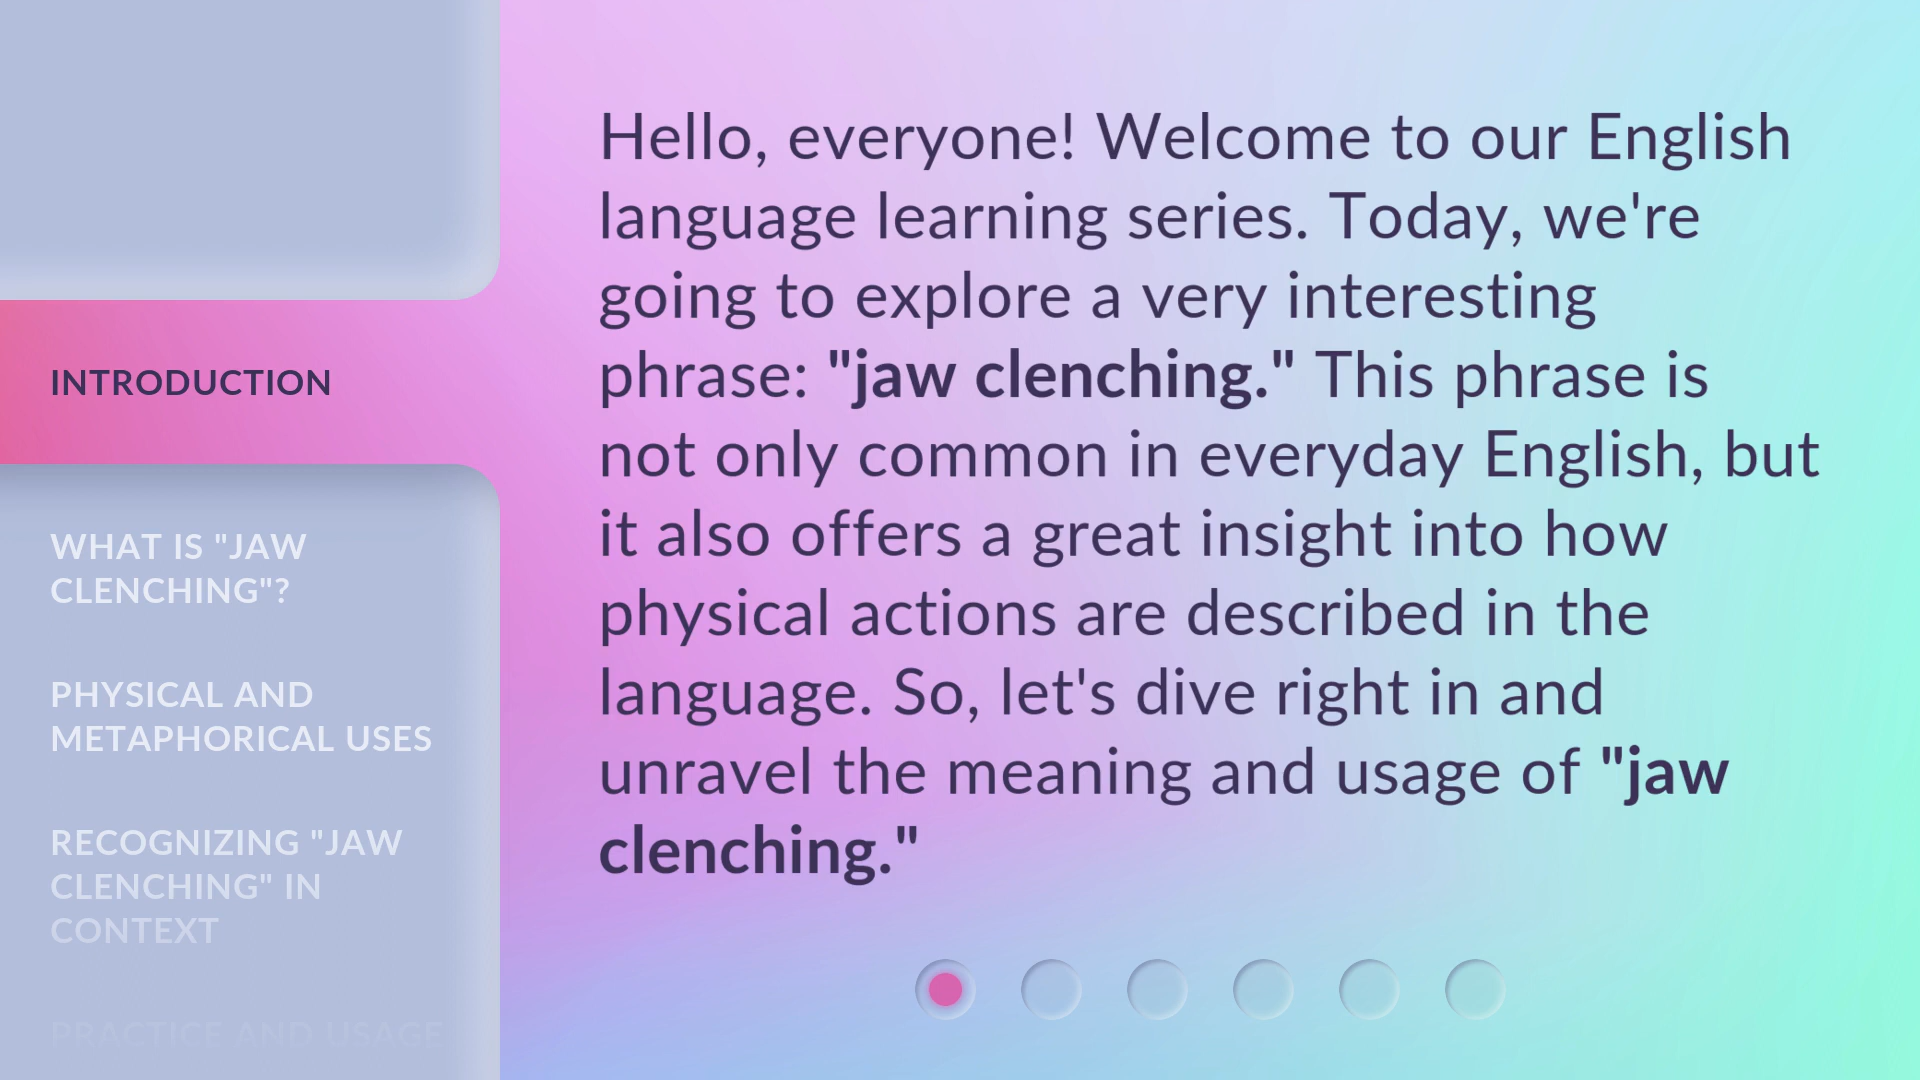 INTRODUCTION
WHAT IS "JAW
CLENCHING"?
PHYSICAL AND
METAPHORICAL USES
RECOGNIZING "JAW
CLENCHING" IN
CONTEXT
PRACTICE AND USAGE
Hello, everyone! Welcome to our English
language learning series. Today, we're
going to explore a very interesting
phrase: "jaw clenching." This phrase is
not only common in everyday English, but
it also offers a great insight into how
physical actions are described in the
language. So, let's dive right in and
unravel the meaning and usage of "jaw
clenching."